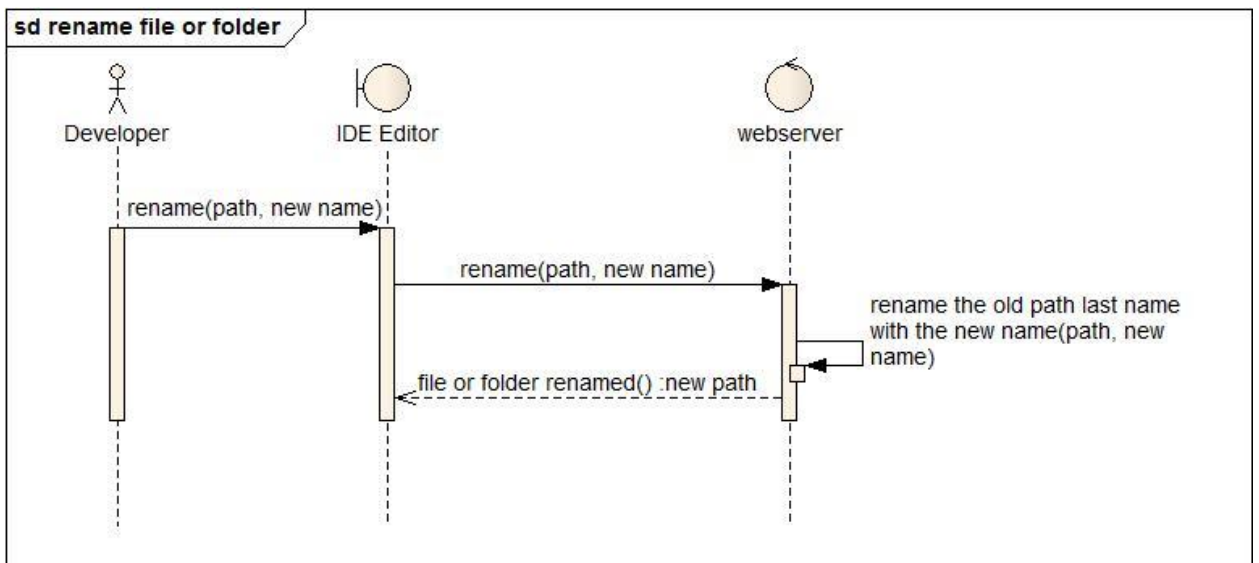 sd rename file or folder
Developer
IDE Editor
webserver
rename(path, new name)
rename(path, new name)
rename the old path last name
with the new name(path, new
name)
file or folder renamed() :new path